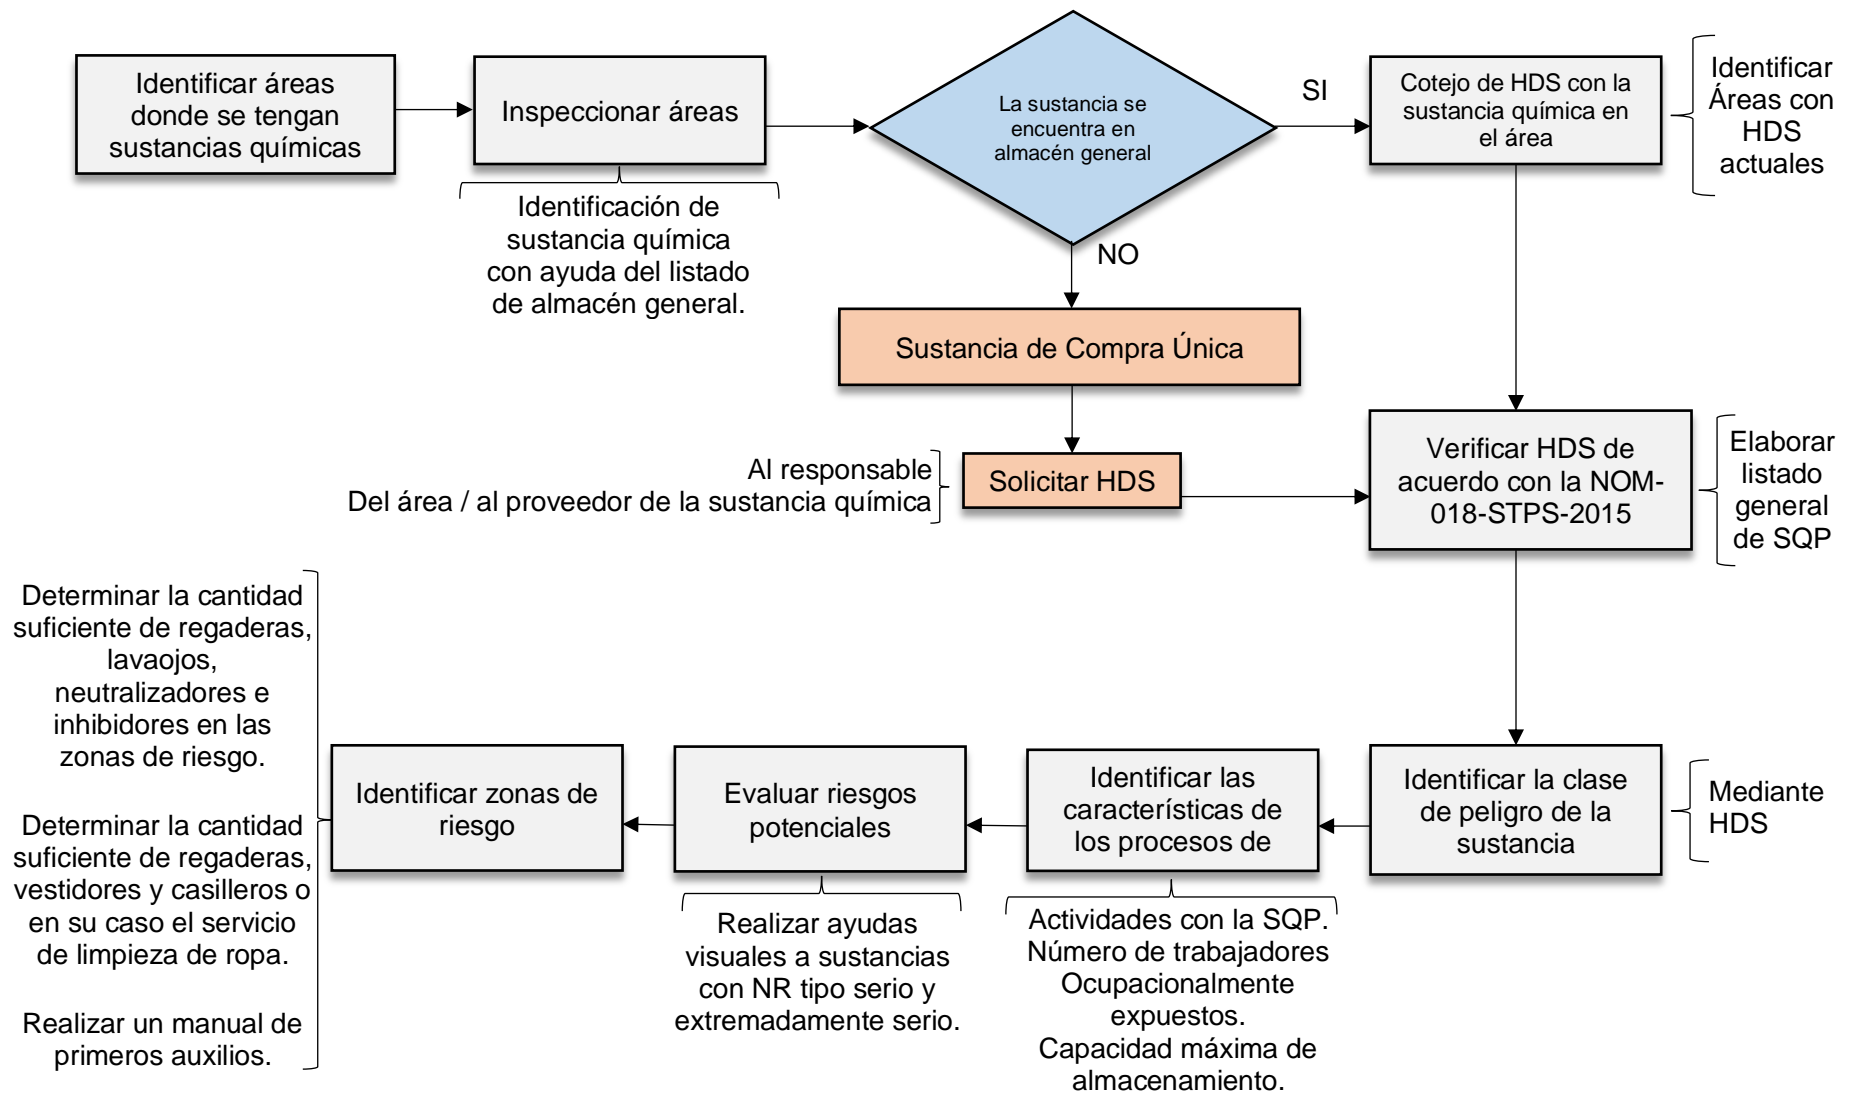 Identificar áreas
donde se tengan
sustancias químicas
Inspeccionar áreas
Identificación de
sustancia química
con ayuda del listado
de almacén general.
La sustancia se
encuentra en
almacén general
SI
NO
Cotejo de HDS con la
sustancia química en
el área
Identificar
Áreas con
HDS
actuales
Sustancia de Compra Única
Al responsable
Del área / al proveedor de la sustancia química
Solicitar HDS
Verificar HDS de
acuerdo con la NOM-
018-STPS-2015
Elaborar
listado
general
de SQP
Identificar la clase
de peligro de la
sustancia
Mediante
HDS
Identificar las
características de
los procesos de
Actividades con la SQP.
Número de trabajadores
Ocupacionalmente
expuestos.
Capacidad máxima de
almacenamiento.
Evaluar riesgos
potenciales
Realizar ayudas
visuales a sustancias
con NR tipo serio y
extremadamente serio.
Identificar zonas de
riesgo
Determinar la cantidad
suficiente de regaderas,
lavaojos,
neutralizadores e
inhibidores en las
zonas de riesgo.
Determinar la cantidad
suficiente de regaderas,
vestidores y casilleros o
en su caso el servicio
de limpieza de ropa.
Realizar un manual de
primeros auxilios.